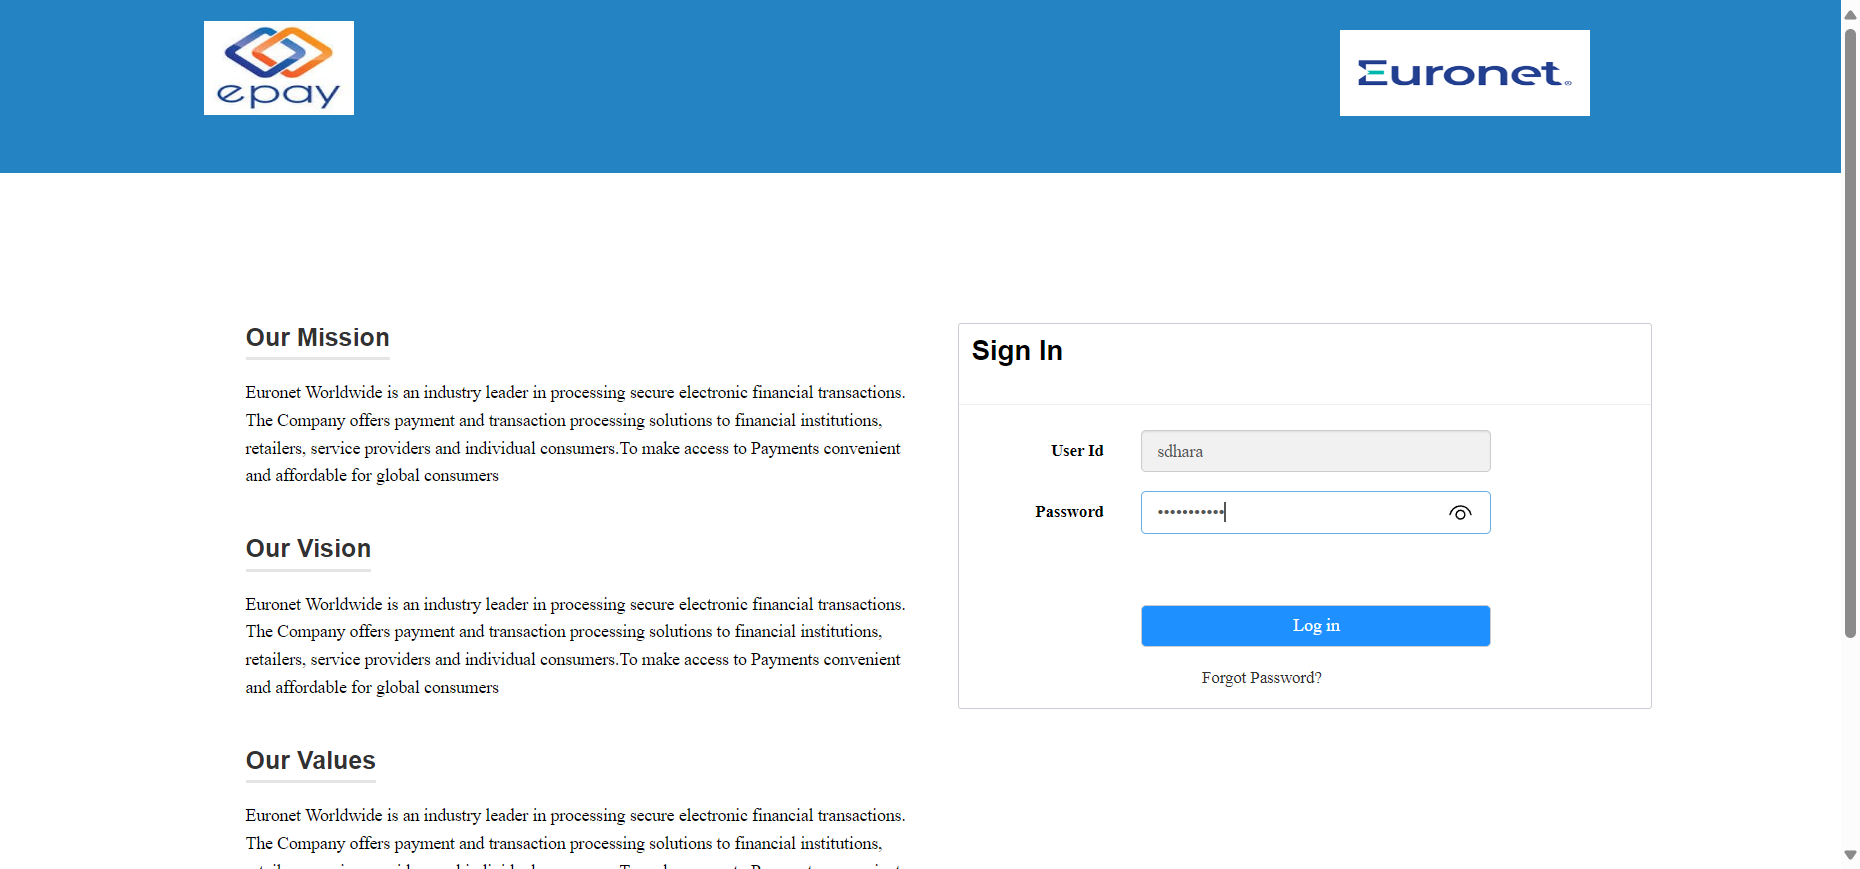 epay
Euronet®
Our Mission
Euronet Worldwide is an industry leader in processing secure electronic financial transactions.
The Company offers payment and transaction processing solutions to financial institutions,
retailers, service providers and individual consumers.To make access to Payments convenient
and affordable for global consumers
Our Vision
Euronet Worldwide is an industry leader in processing secure electronic financial transactions.
The Company offers payment and transaction processing solutions to financial institutions,
retailers, service providers and individual consumers.To make access to Payments convenient
and affordable for global consumers
Our Values
Euronet Worldwide is an industry leader in processing secure electronic financial transactions.
The Company offers payment and transaction processing solutions to financial institutions,
Sign In
User Id
sdhara
Password
•••••••••••
Log in
Forgot Password?